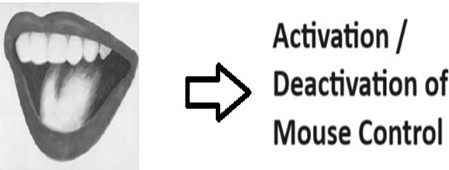 Activation /
Deactivation of
Mouse Control